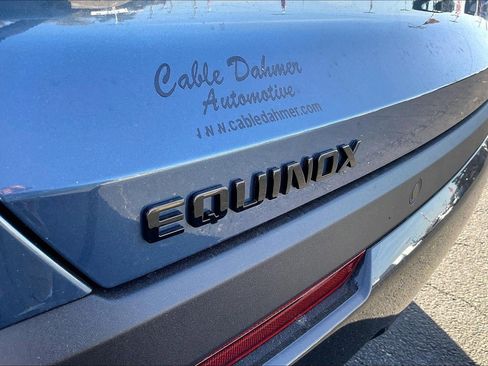 Cable Dahmer
Automotive
www.cabledahmer.com
EQUINOX